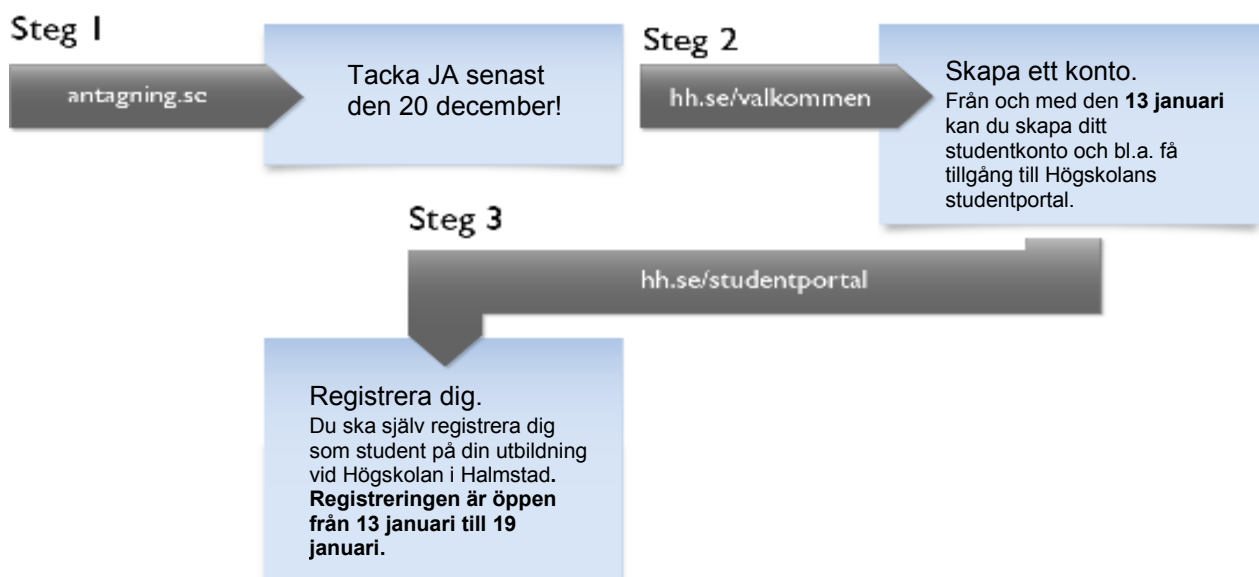 Steg 1
antagning.se
Tacka JA senast
den 20 december!
Steg 2
hh.se/valkommen
Skapa ett konto.
Från och med den 13 januari
kan du skapa ditt
studentkonto och bl.a. få
tillgång till Högskolans
studentportal.
Steg 3
hh.se/studentportal
Registrera dig.
Du ska själv registrera dig
som student på din utbildning
vid Högskolan i Halmstad.
Registreringen är öppen
från 13 januari till 19
januari.